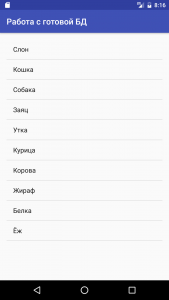 8:16
Работа с готовой БД
Слон
Кошка
Собака
Заяц
Утка
Курица
Корова
Жираф
Белка
Ёж